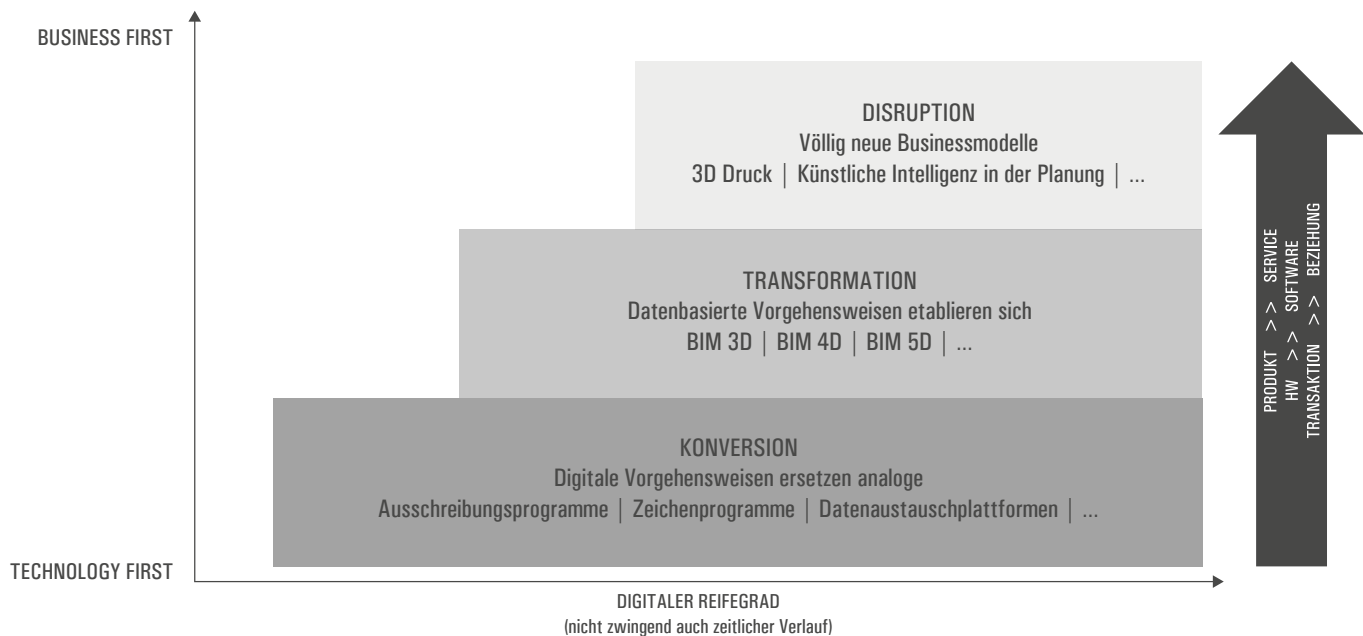 BUSINESS FIRST
DISRUPTION
Völlig neue Businessmodelle
3D Druck | Künstliche Intelligenz in der Planung | ...
TRANSFORMATION
Datenbasierte Vorgehensweisen etablieren sich
BIM 3D | BIM 4D | BIM 5D | ...
KONVERSION
Digitale Vorgehensweisen ersetzen analoge
Ausschreibungsprogramme | Zeichenprogramme | Datenaustauschplattformen | ...
TECHNOLOGY FIRST
DIGITALER REIFEGRAD
(nicht zwingend auch zeitlicher Verlauf)
PRODUKT >> SERVICE
HW >> SOFTWARE
TRANSAKTION >> BEZIEHUNG